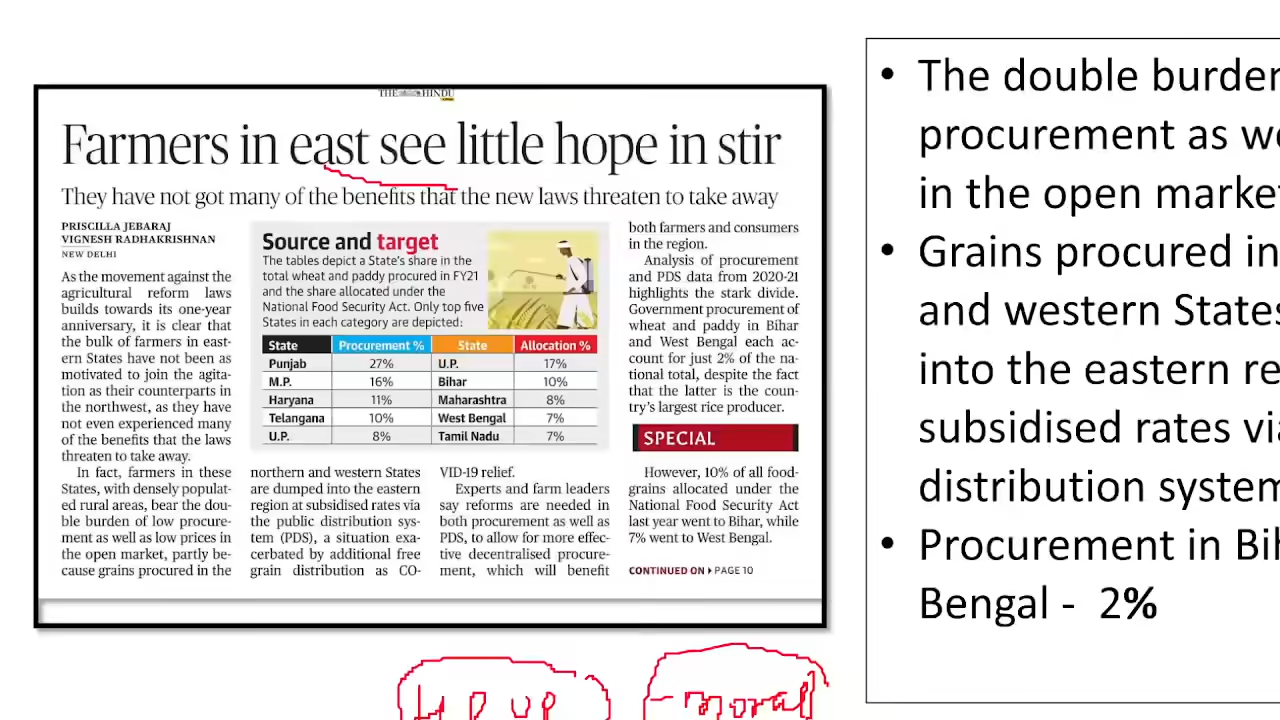 THE HINDU
Farmers in east see little hope in stir
They have not got many of the benefits that the new laws threaten to take away
PRISCILLA JEBARAJ
VIGNESH RADHAKRISHNAN
NEW DELHI
As the movement against the
agricultural reform laws
builds towards its one-year
anniversary, it is clear that
the bulk of farmers in east-
ern States have not been as
motivated to join the agita-
tion as their counterparts in
the northwest, as they have
not even experienced many
of the benefits that the laws
threaten to take away.
In fact, farmers in these
States, with densely populat-
ed rural areas, bear the dou-
ble burden of low procure-
ment as well as low prices in
the open market, partly be-
cause grains procured in the
Source and target
The tables depict a State's share in the
total wheat and paddy procured in FY21
and the share allocated under the
National Food Security Act. Only top five
States in each category are depicted:
State Procurement % State Allocation %
Punjab 27% U.P. 17%
M.P. 16% Bihar 10%
Haryana 11% Maharashtra 8%
Telangana 10% West Bengal 7%
U.P. 8% Tamil Nadu 7%
northern and western States
are dumped into the eastern
region at subsidised rates via
the public distribution sys-
tem (PDS), a situation exa-
cerbated by additional free
grain distribution as CO-
VID-19 relief.
Experts and farm leaders
say reforms are needed in
both procurement as well as
PDS, to allow for more effec-
tive decentralised procure-
ment, which will benefit
both farmers and consumers
in the region.
Analysis of procurement
and PDS data from 2020-21
highlights the stark divide.
Government procurement of
wheat and paddy in Bihar
and West Bengal each ac-
count for just 2% of the na-
tional total, despite the fact
that the latter is the coun-
try's largest rice producer.
SPECIAL
However, 10% of all food-
grains allocated under the
National Food Security Act
last year went to Bihar, while
7% went to West Bengal.
CONTINUED ON PAGE 10
• The double burden
procurement as we
in the open market
• Grains procured in
and western States
into the eastern re
subsidised rates via
distribution system
• Procurement in Bih
Bengal - 2%
moral